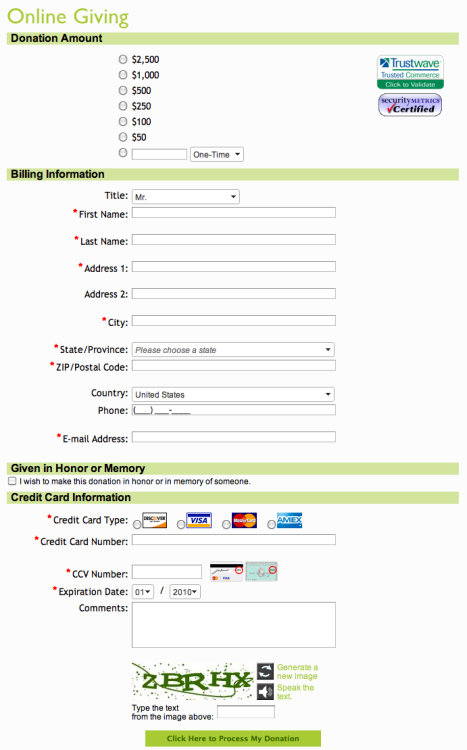 Online Giving
Donation Amount
$2,500
$1,000
$500
$250
$100
$50
One-Time
Trustwave
Trusted Commerce
Click to Validate
securityMETRICS
Certified
Billing Information
Title: Mr.
*First Name:
*Last Name:
*Address 1:
Address 2:
*City:
*State/Province: Please choose a state
*ZIP/Postal Code:
Country: United States
Phone: (___) ___-____
*E-mail Address:
Given in Honor or Memory
I wish to make this donation in honor or in memory of someone.
Credit Card Information
*Credit Card Type: DISCOVER VISA MasterCard AMEX
*Credit Card Number:
*CCV Number:
*Expiration Date: 01 / 2010
Comments:
ZBRHX
Generate a
new image
Speak the
text.
Type the text
from the image above:
Click Here to Process My Donation